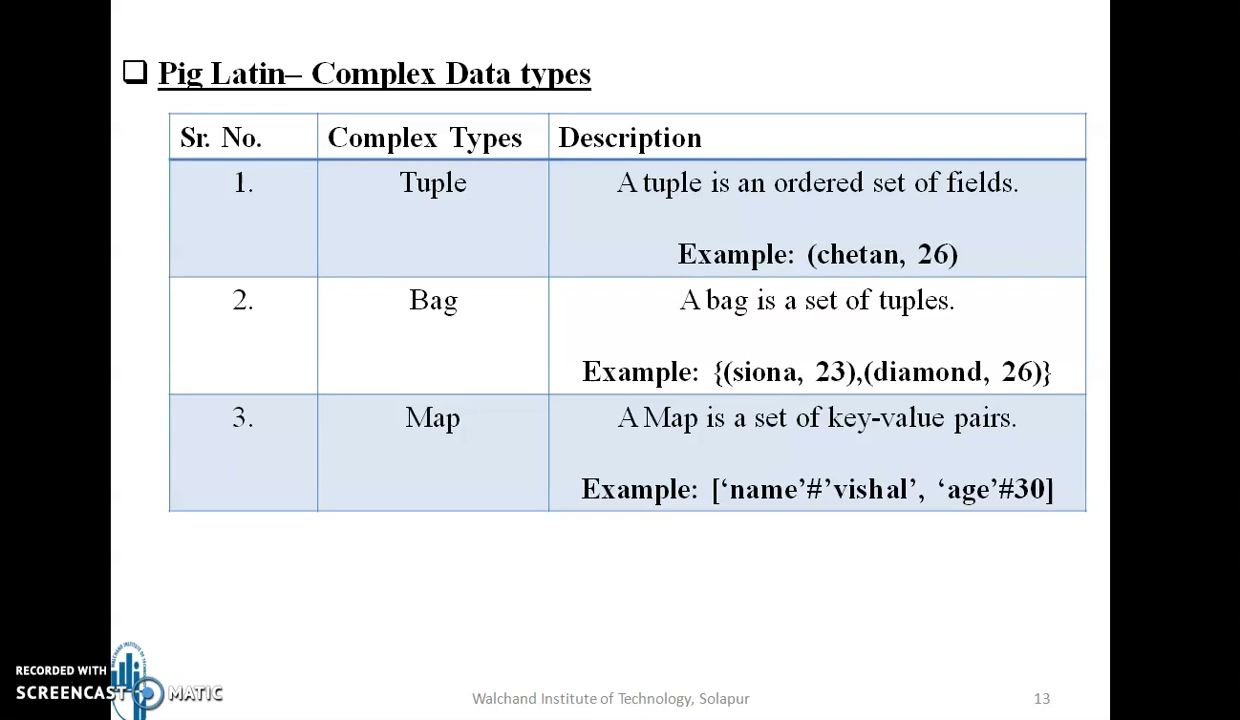 ❑ Pig Latin– Complex Data types
Sr. No. Complex Types Description
1. Tuple A tuple is an ordered set of fields.
Example: (chetan, 26)
2. Bag A bag is a set of tuples.
Example: {(siona, 23),(diamond, 26)}
3. Map A Map is a set of key-value pairs.
Example: [‘name’#’vishal’, ‘age’#30]
RECORDED WITH
SCREENCAST MATIC
Walchand Institute of Technology, Solapur 13